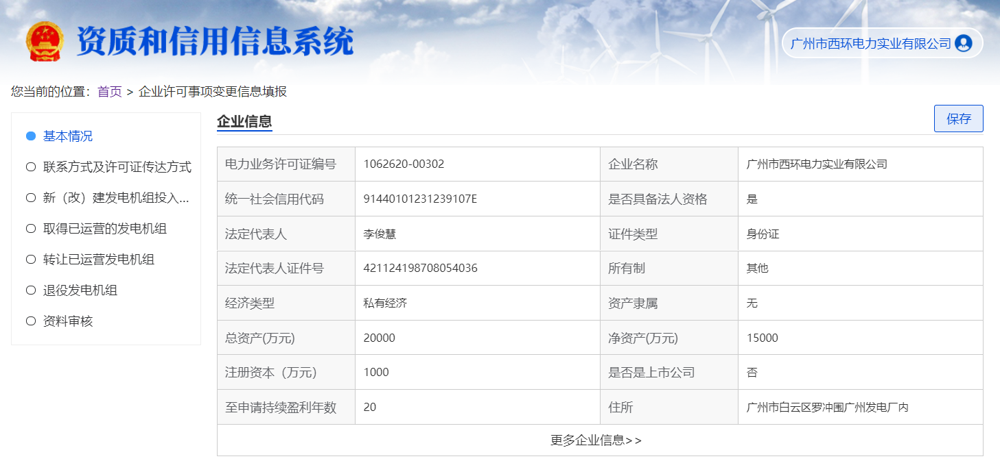 资质和信用信息系统
广州市西环电力实业有限公司
您当前的位置：首页 > 企业许可事项变更信息填报
基本情况
联系方式及许可证传达方式
新（改）建发电机组投入...
取得已运营的发电机组
转让已运营发电机组
退役发电机组
资料审核
企业信息
保存
电力业务许可证编号 1062620-00302 企业名称 广州市西环电力实业有限公司
统一社会信用代码 91440101231239107E 是否具备法人资格 是
法定代表人 李俊慧 证件类型 身份证
法定代表人证件号 421124198708054036 所有制 其他
经济类型 私有经济 资产隶属 无
总资产(万元) 20000 净资产(万元) 15000
注册资本（万元） 1000 是否是上市公司 否
至申请持续盈利年数 20 住所 广州市白云区罗冲围广州发电厂内
更多企业信息>>